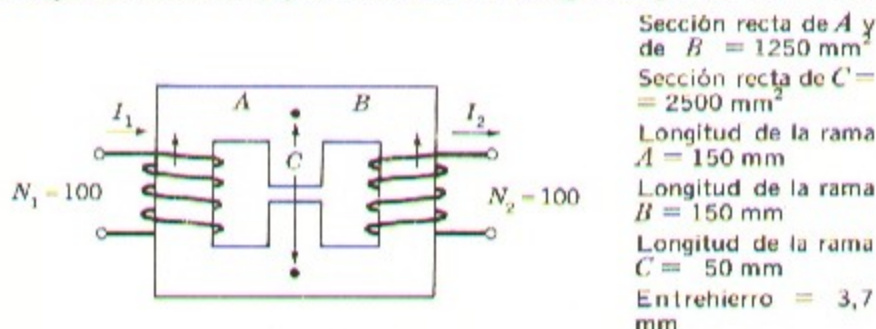 A
B
I₁
I₂
C
N₁ = 100
N₂ = 100
Sección recta de A y
de B = 1250 mm²
Sección recta de C =
= 2500 mm²
Longitud de la rama
A = 150 mm
Longitud de la rama
B = 150 mm
Longitud de la rama
C = 50 mm
Entrehierro = 3,7
mm